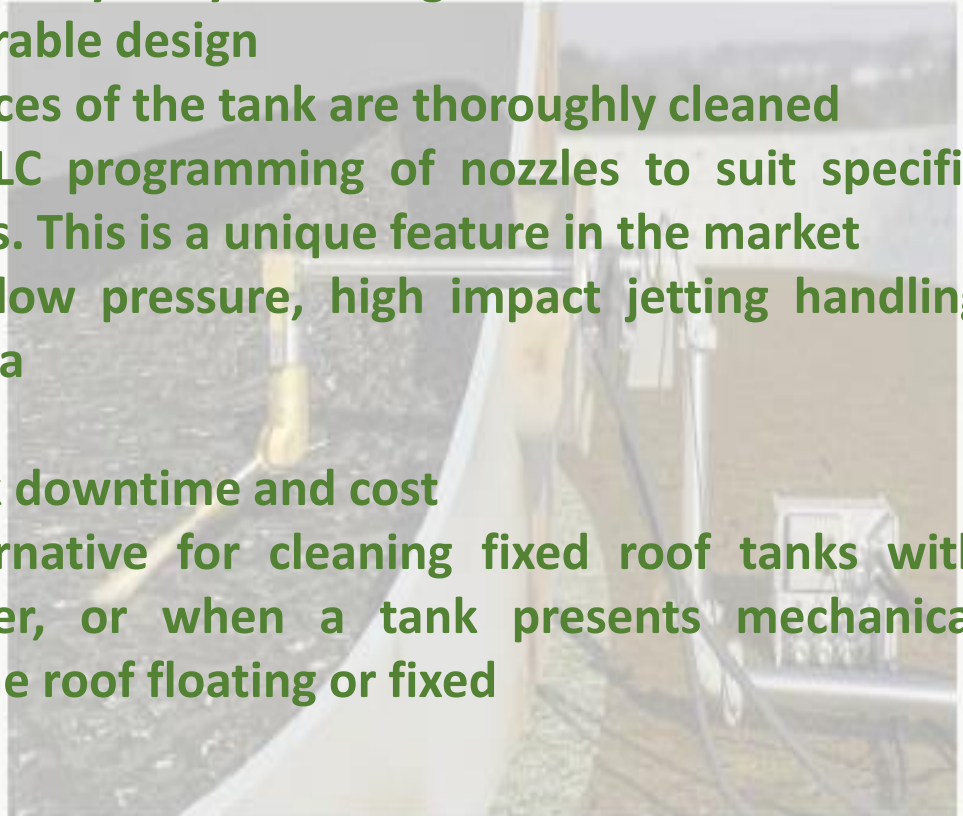 rable design
ces of the tank are thoroughly cleaned
LC programming of nozzles to suit specifi
s. This is a unique feature in the market
low pressure, high impact jetting handling
a
downtime and cost
rnative for cleaning fixed roof tanks with
er, or when a tank presents mechanica
e roof floating or fixed